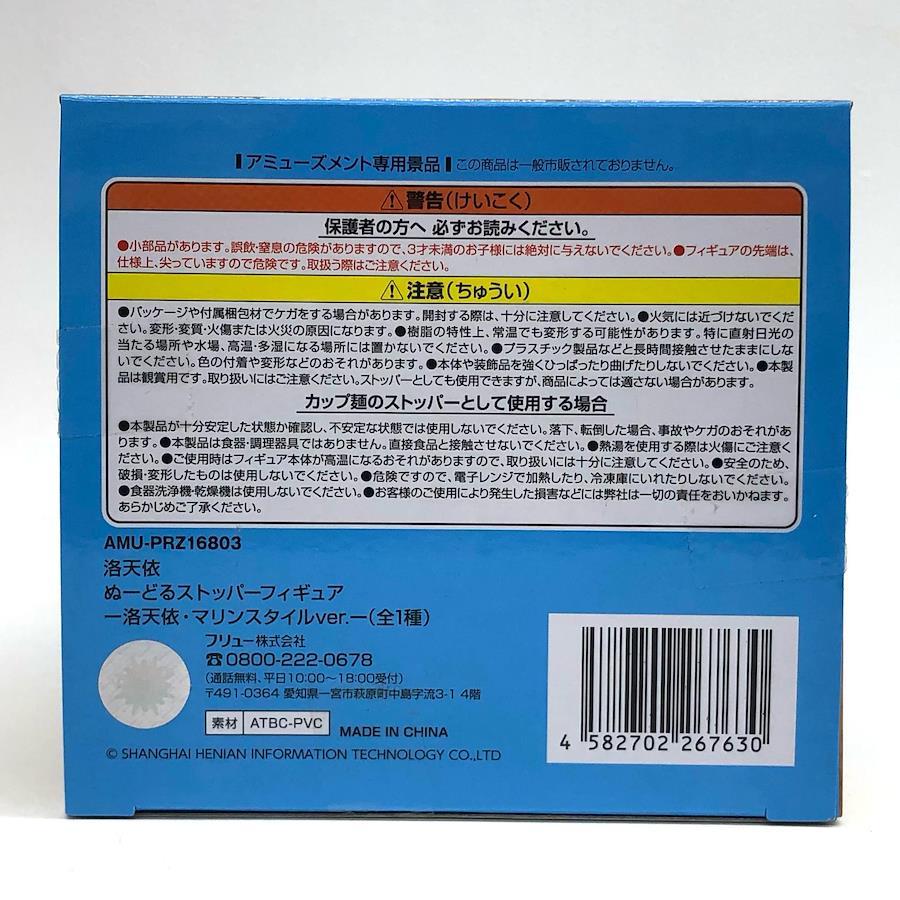 アミューズメント専用景品 この商品は一般市販されておりません。
⚠警告(けいこく)
保護者の方へ 必ずお読みください。
●小部品があります。誤飲・窒息の危険がありますので、3才未満のお子様には絶対に与えないでください。●フィギュアの先端は、
仕様上、尖っていますので危険です。取扱う際はご注意ください。
⚠注意(ちゅうい)
●パッケージや付属梱包材でケガをする場合があります。開封する際は、十分に注意してください。●火気には近づけないでくださ
い。変形・変質・火傷または火災の原因になります。●樹脂の特性上、常温でも変形する可能性があります。特に直射日光の
当たる場所や水場、高温・多湿になる場所には置かないでください。●プラスチック製品などと長時間接触させたままにしな
いでください。色の付着や変形などのおそれがあります。●本体や装飾品を強くひっぱったり曲げたりしないでください。●本製
品は観賞用です。取り扱いにはご注意ください。ストッパーとしても使用できますが、商品によっては適さない場合があります。
カップ麺のストッパーとして使用する場合
●本製品が十分安定した状態か確認し、不安定な状態では使用しないでください。落下、転倒した場合、事故やケガのおそれがありま
す。●本製品は食器・調理器具ではありません。直接食品と接触させないでください。●熱湯を使用する際は火傷にご注意くださ
い。●ご使用時はフィギュア本体が高温になるおそれがありますので、取り扱いには十分に注意してください。●安全のため、
破損・変形したものは使用しないでください。●危険ですので、電子レンジで加熱したり、冷凍庫にいれたりしないでください。
●食器洗浄機・乾燥機は使用しないでください。●お客様のご使用により発生した損害などには弊社は一切の責任をおいかねます。
あらかじめご了承ください。
AMU-PRZ16803
洛天依
ぬーどるストッパーフィギュア
ー洛天依・マリンスタイルver.ー(全1種)
フリュー株式会社
☎0800-222-0678
(通話無料、平日10:00~18:00受付)
〒491-0364 愛知県一宮市萩原町中島字流3-1 4階
素材 ATBC-PVC MADE IN CHINA
© SHANGHAI HENIAN INFORMATION TECHNOLOGY CO.,LTD
4 582702 267630